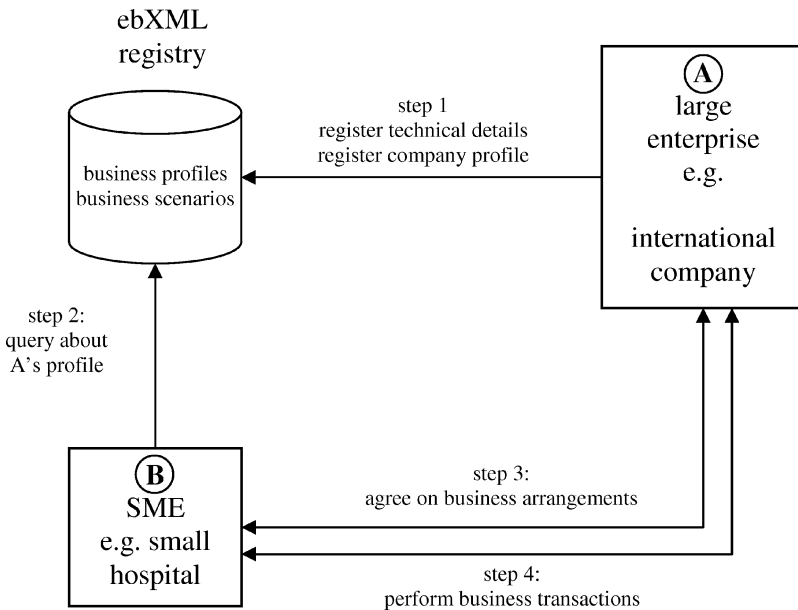 ebXML
registry
business profiles
business scenarios
step 1
register technical details
register company profile
A
large
enterprise
e.g.
international
company
step 2:
query about
A's profile
B
SME
e.g. small
hospital
step 3:
agree on business arrangements
step 4:
perform business transactions